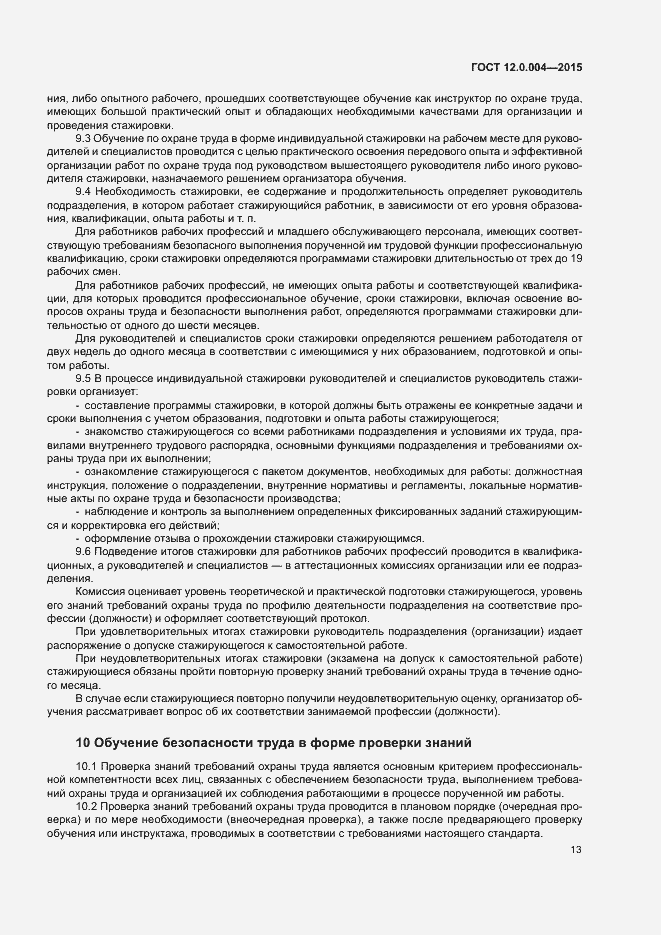 ГОСТ 12.0.004—2015
ния, либо опытного рабочего, прошедших соответствующее обучение как инструктор по охране труда,
имеющих большой практический опыт и обладающих необходимыми качествами для организации и
проведения стажировки.
9.3 Обучение по охране труда в форме индивидуальной стажировки на рабочем месте для руково-
дителей и специалистов проводится с целью практического освоения передового опыта и эффективной
организации работ по охране труда под руководством вышестоящего руководителя либо иного руково-
дителя стажировки, назначаемого решением организатора обучения.
9.4 Необходимость стажировки, ее содержание и продолжительность определяет руководитель
подразделения, в котором работает стажирующийся работник, в зависимости от его уровня образова-
ния, квалификации, опыта работы и т. п.
Для работников рабочих профессий и младшего обслуживающего персонала, имеющих соответ-
ствующую требованиям безопасного выполнения порученной им трудовой функции профессиональную
квалификацию, сроки стажировки определяются программами стажировки длительностью от трех до 19
рабочих смен.
Для работников рабочих профессий, не имеющих опыта работы и соответствующей квалифика-
ции, для которых проводится профессиональное обучение, сроки стажировки, включая освоение во-
просов охраны труда и безопасности выполнения работ, определяются программами стажировки дли-
тельностью от одного до шести месяцев.
Для руководителей и специалистов сроки стажировки определяются решением работодателя от
двух недель до одного месяца в соответствии с имеющимися у них образованием, подготовкой и опы-
том работы.
9.5 В процессе индивидуальной стажировки руководителей и специалистов руководитель стажи-
ровки организует:
- составление программы стажировки, в которой должны быть отражены ее конкретные задачи и
сроки выполнения с учетом образования, подготовки и опыта работы стажирующегося;
- знакомство стажирующегося со всеми работниками подразделения и условиями их труда, пра-
вилами внутреннего трудового распорядка, основными функциями подразделения и требованиями ох-
раны труда при их выполнении;
- ознакомление стажирующегося с пакетом документов, необходимых для работы: должностная
инструкция, положение о подразделении, внутренние нормативы и регламенты, локальные норматив-
ные акты по охране труда и безопасности производства;
- наблюдение и контроль за выполнением определенных фиксированных заданий стажирующим-
ся и корректировка его действий;
- оформление отзыва о прохождении стажировки стажирующимся.
9.6 Подведение итогов стажировки для работников рабочих профессий проводится в квалифика-
ционных, а руководителей и специалистов — в аттестационных комиссиях организации или ее подраз-
деления.
Комиссия оценивает уровень теоретической и практической подготовки стажирующегося, уровень
его знаний требований охраны труда по профилю деятельности подразделения на соответствие про-
фессии (должности) и оформляет соответствующий протокол.
При удовлетворительных итогах стажировки руководитель подразделения (организации) издает
распоряжение о допуске стажирующегося к самостоятельной работе.
При неудовлетворительных итогах стажировки (экзамена на допуск к самостоятельной работе)
стажирующиеся обязаны пройти повторную проверку знаний требований охраны труда в течение одно-
го месяца.
В случае если стажирующиеся повторно получили неудовлетворительную оценку, организатор об-
учения рассматривает вопрос об их соответствии занимаемой профессии (должности).
10 Обучение безопасности труда в форме проверки знаний
10.1 Проверка знаний требований охраны труда является основным критерием профессиональ-
ной компетентности всех лиц, связанных с обеспечением безопасности труда, выполнением требова-
ний охраны труда и организацией их соблюдения работающими в процессе порученной им работы.
10.2 Проверка знаний требований охраны труда проводится в плановом порядке (очередная про-
верка) и по мере необходимости (внеочередная проверка), а также после предваряющего проверку
обучения или инструктажа, проводимых в соответствии с требованиями настоящего стандарта.
13